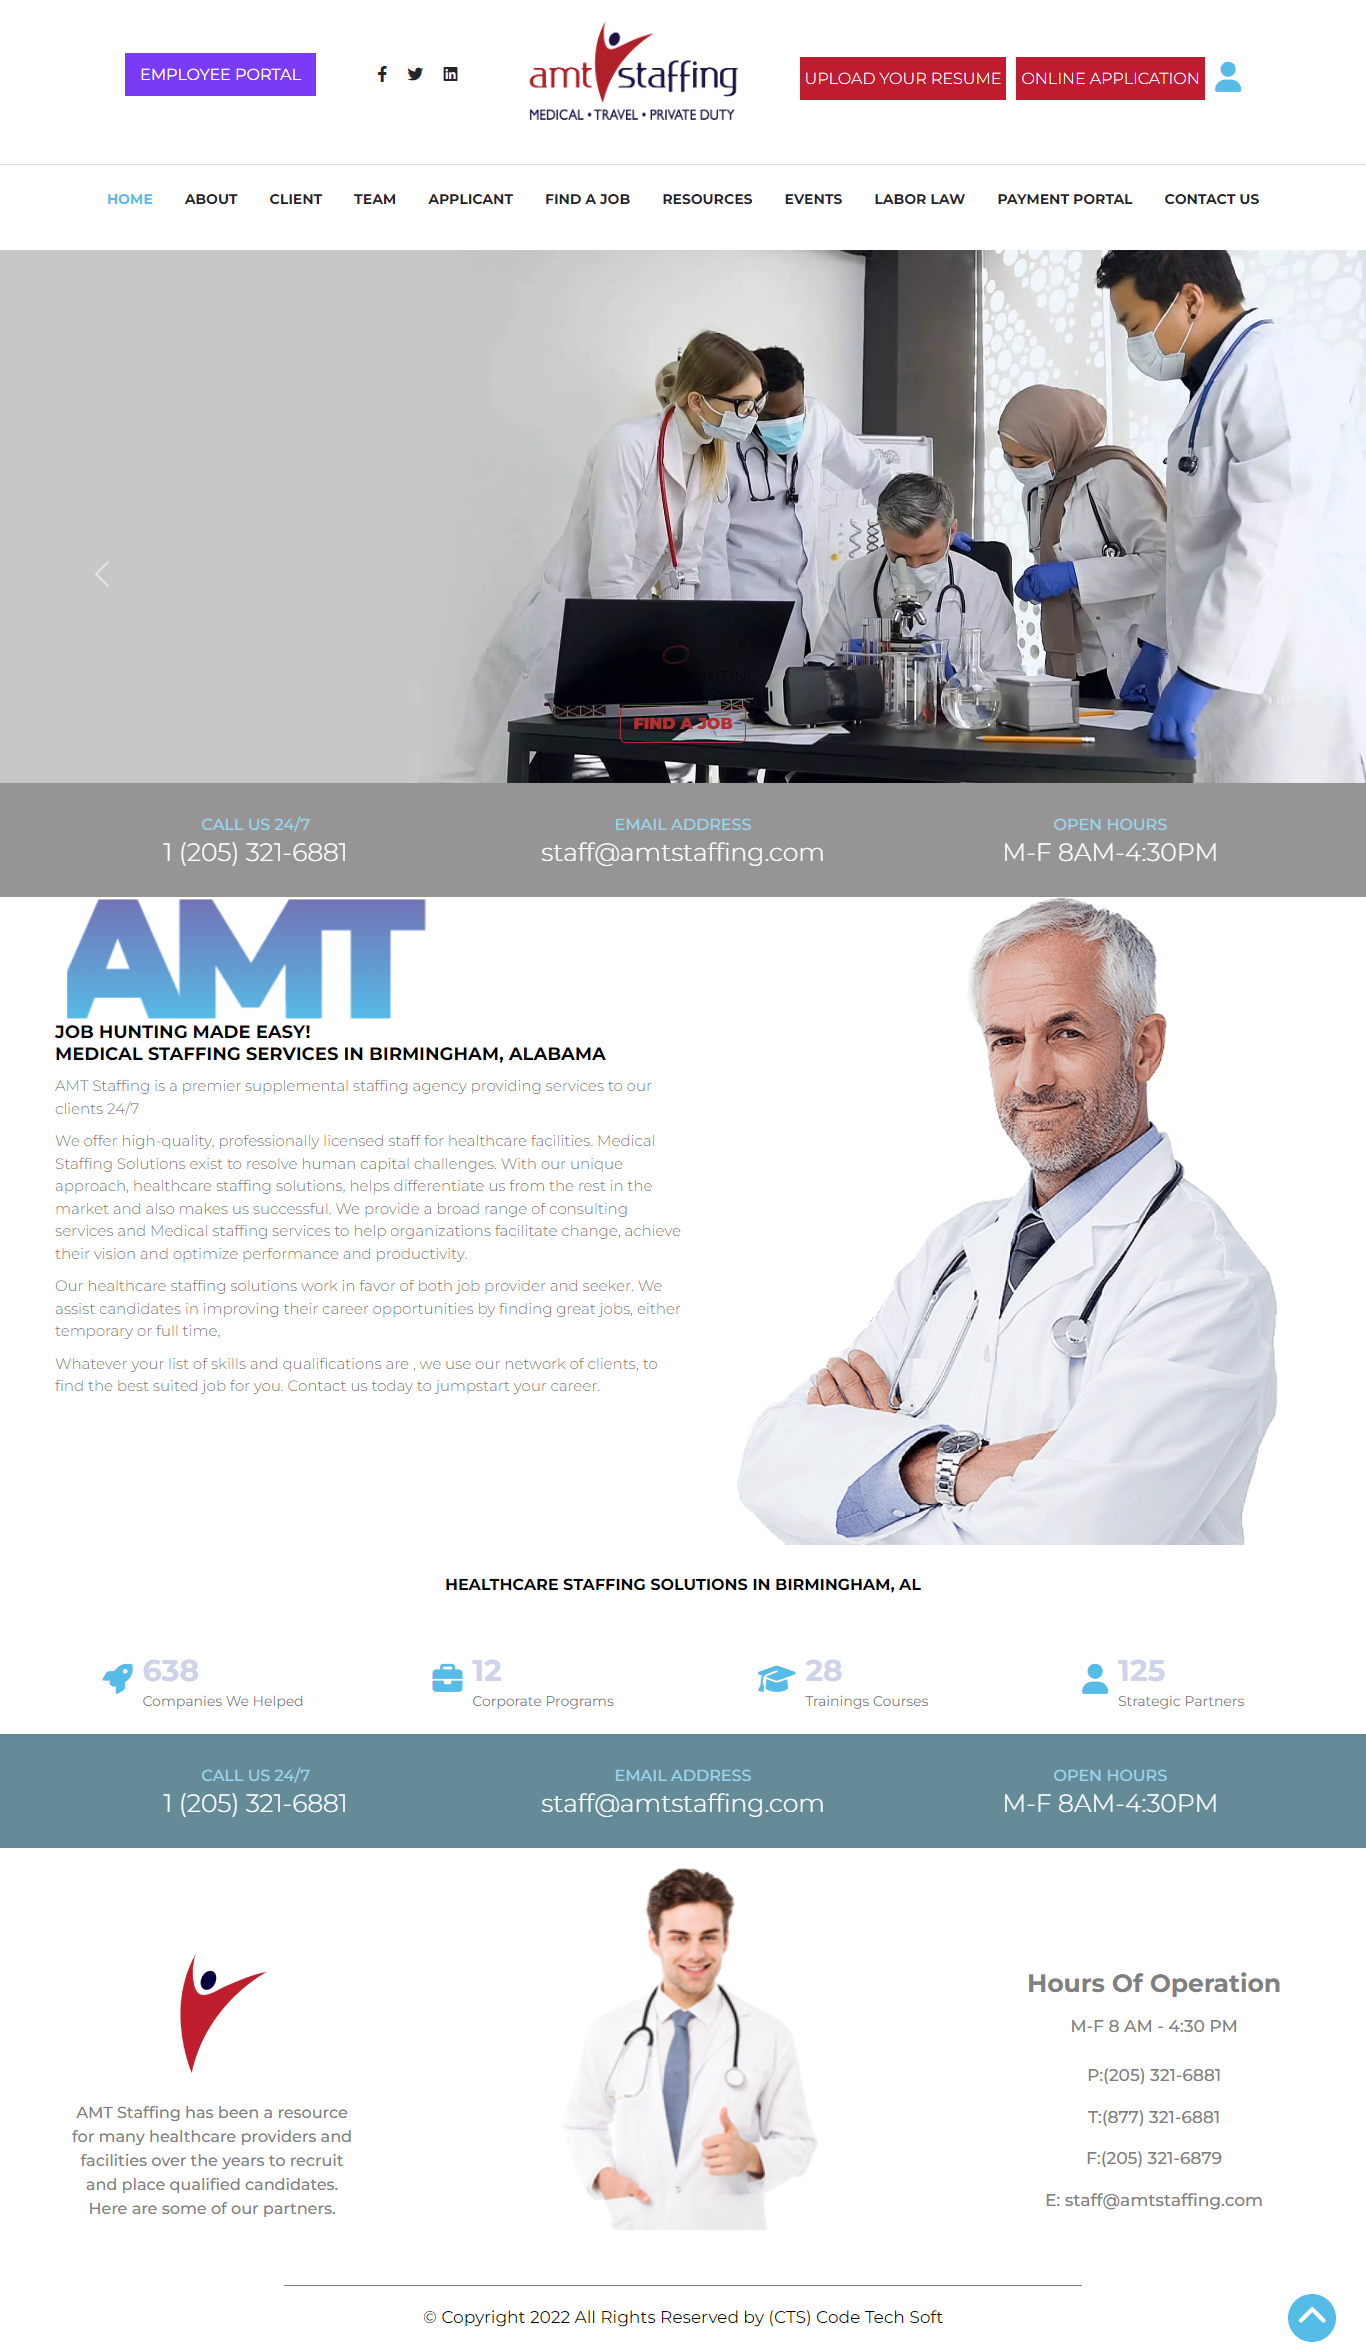 EMPLOYEE PORTAL
amt staffing
MEDICAL • TRAVEL • PRIVATE DUTY
UPLOAD YOUR RESUME
ONLINE APPLICATION
HOME
ABOUT
CLIENT
TEAM
APPLICANT
FIND A JOB
RESOURCES
EVENTS
LABOR LAW
PAYMENT PORTAL
CONTACT US
FIND A JOB
CALL US 24/7
1 (205) 321-6881
EMAIL ADDRESS
staff@amtstaffing.com
OPEN HOURS
M-F 8AM-4:30PM
AMT
JOB HUNTING MADE EASY!
MEDICAL STAFFING SERVICES IN BIRMINGHAM, ALABAMA
AMT Staffing is a premier supplemental staffing agency providing services to our
clients 24/7
We offer high-quality, professionally licensed staff for healthcare facilities. Medical
Staffing Solutions exist to resolve human capital challenges. With our unique
approach, healthcare staffing solutions, helps differentiate us from the rest in the
market and also makes us successful. We provide a broad range of consulting
services and Medical staffing services to help organizations facilitate change, achieve
their vision and optimize performance and productivity.
Our healthcare staffing solutions work in favor of both job provider and seeker. We
assist candidates in improving their career opportunities by finding great jobs, either
temporary or full time,
Whatever your list of skills and qualifications are , we use our network of clients, to
find the best suited job for you. Contact us today to jumpstart your career.
HEALTHCARE STAFFING SOLUTIONS IN BIRMINGHAM, AL
638
Companies We Helped
12
Corporate Programs
28
Trainings Courses
125
Strategic Partners
CALL US 24/7
1 (205) 321-6881
EMAIL ADDRESS
staff@amtstaffing.com
OPEN HOURS
M-F 8AM-4:30PM
AMT Staffing has been a resource
for many healthcare providers and
facilities over the years to recruit
and place qualified candidates.
Here are some of our partners.
Hours Of Operation
M-F 8 AM - 4:30 PM
P:(205) 321-6881
T:(877) 321-6881
F:(205) 321-6879
E: staff@amtstaffing.com
© Copyright 2022 All Rights Reserved by (CTS) Code Tech Soft